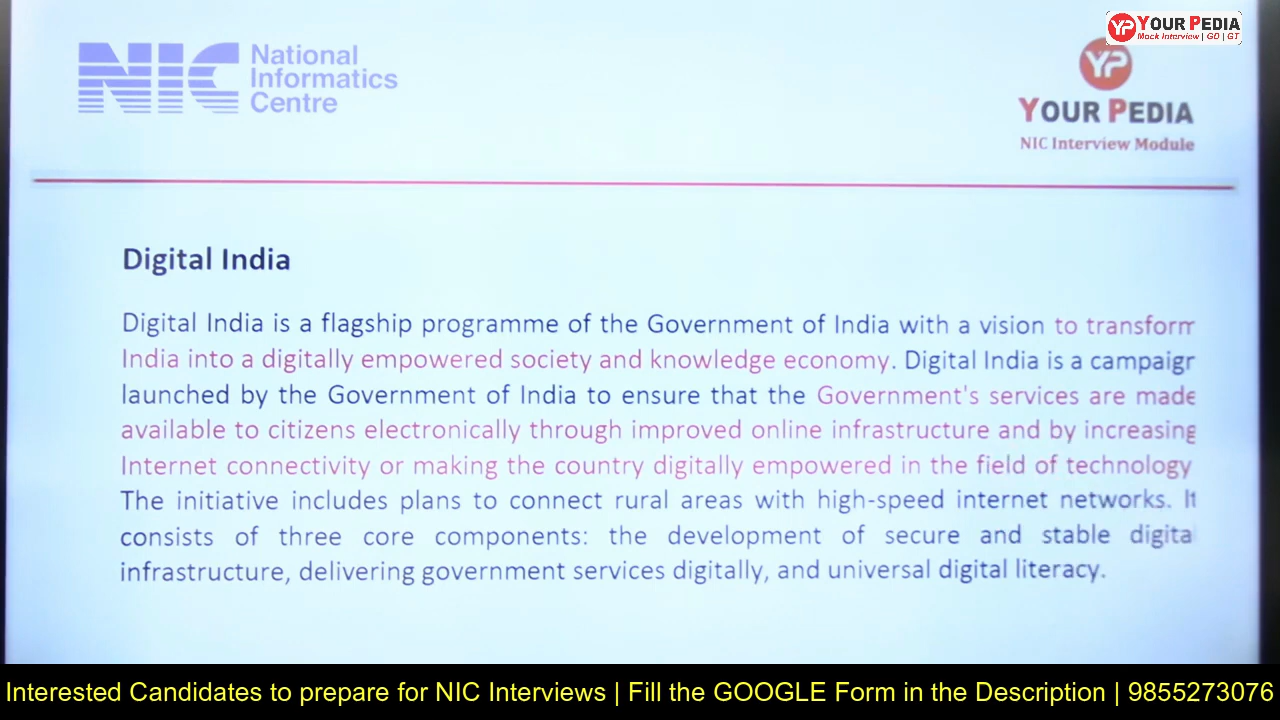 YP YOUR PEDIA
Mock Interview | GD | GT
NIC National
Informatics
Centre
YP
YOUR PEDIA
NIC Interview Module
Digital India
Digital India is a flagship programme of the Government of India with a vision to transform
India into a digitally empowered society and knowledge economy. Digital India is a campaign
launched by the Government of India to ensure that the Government's services are made
available to citizens electronically through improved online infrastructure and by increasing
Internet connectivity or making the country digitally empowered in the field of technology
The initiative includes plans to connect rural areas with high-speed internet networks. It
consists of three core components: the development of secure and stable digita
infrastructure, delivering government services digitally, and universal digital literacy.
Interested Candidates to prepare for NIC Interviews | Fill the GOOGLE Form in the Description | 9855273076